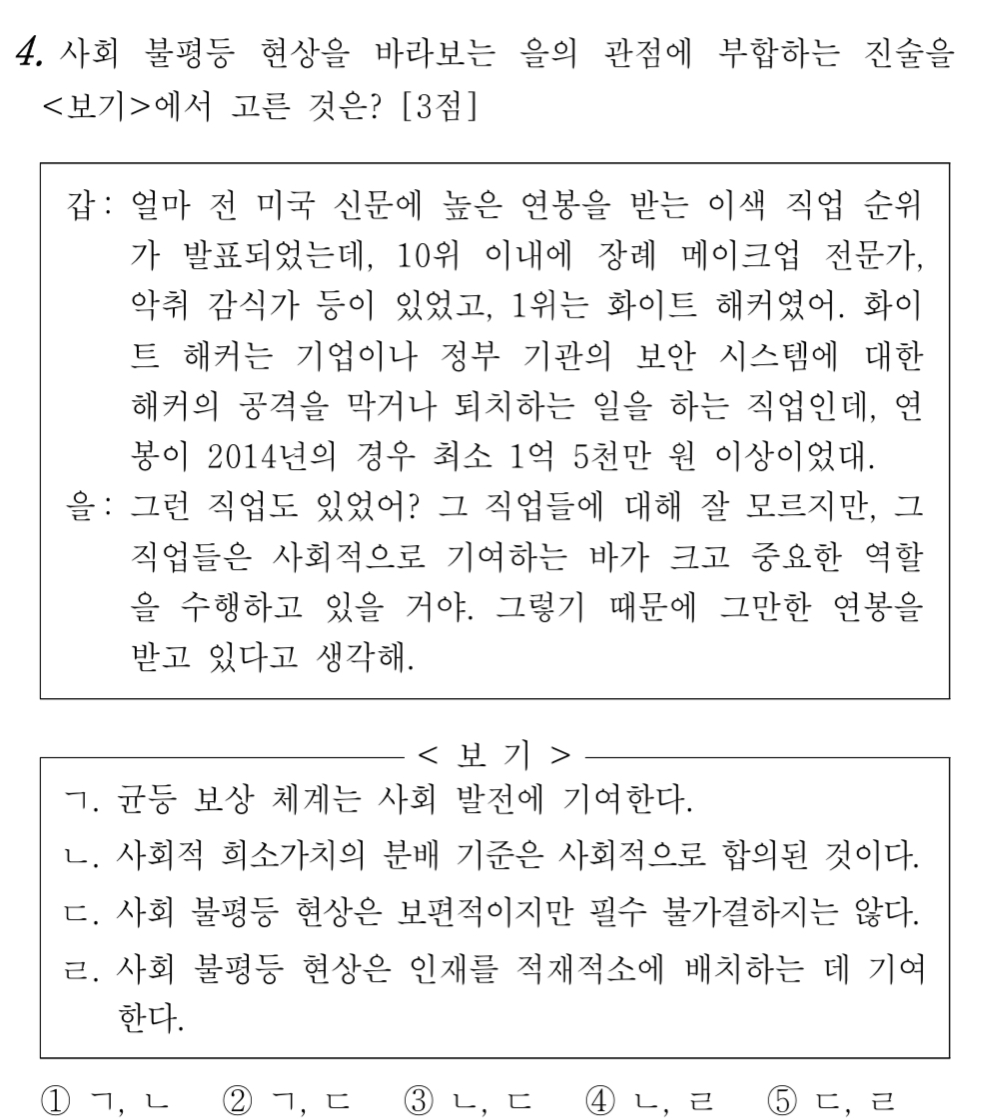 4. 사회 불평등 현상을 바라보는 을의 관점에 부합하는 진술을
<보기>에서 고른 것은? [3점]
갑: 얼마 전 미국 신문에 높은 연봉을 받는 이색 직업 순위
가 발표되었는데, 10위 이내에 장례 메이크업 전문가,
악취 감식가 등이 있었고, 1위는 화이트 해커였어. 화이
트 해커는 기업이나 정부 기관의 보안 시스템에 대한
해커의 공격을 막거나 퇴치하는 일을 하는 직업인데, 연
봉이 2014년의 경우 최소 1억 5천만 원 이상이었대.
을: 그런 직업도 있었어? 그 직업들에 대해 잘 모르지만, 그
직업들은 사회적으로 기여하는 바가 크고 중요한 역할
을 수행하고 있을 거야. 그렇기 때문에 그만한 연봉을
받고 있다고 생각해.
< 보 기 >
ㄱ. 균등 보상 체계는 사회 발전에 기여한다.
ㄴ. 사회적 희소가치의 분배 기준은 사회적으로 합의된 것이다.
ㄷ. 사회 불평등 현상은 보편적이지만 필수 불가결하지는 않다.
ㄹ. 사회 불평등 현상은 인재를 적재적소에 배치하는 데 기여
한다.
① ㄱ, ㄴ ② ㄱ, ㄷ ③ ㄴ, ㄷ ④ ㄴ, ㄹ ⑤ ㄷ, ㄹ